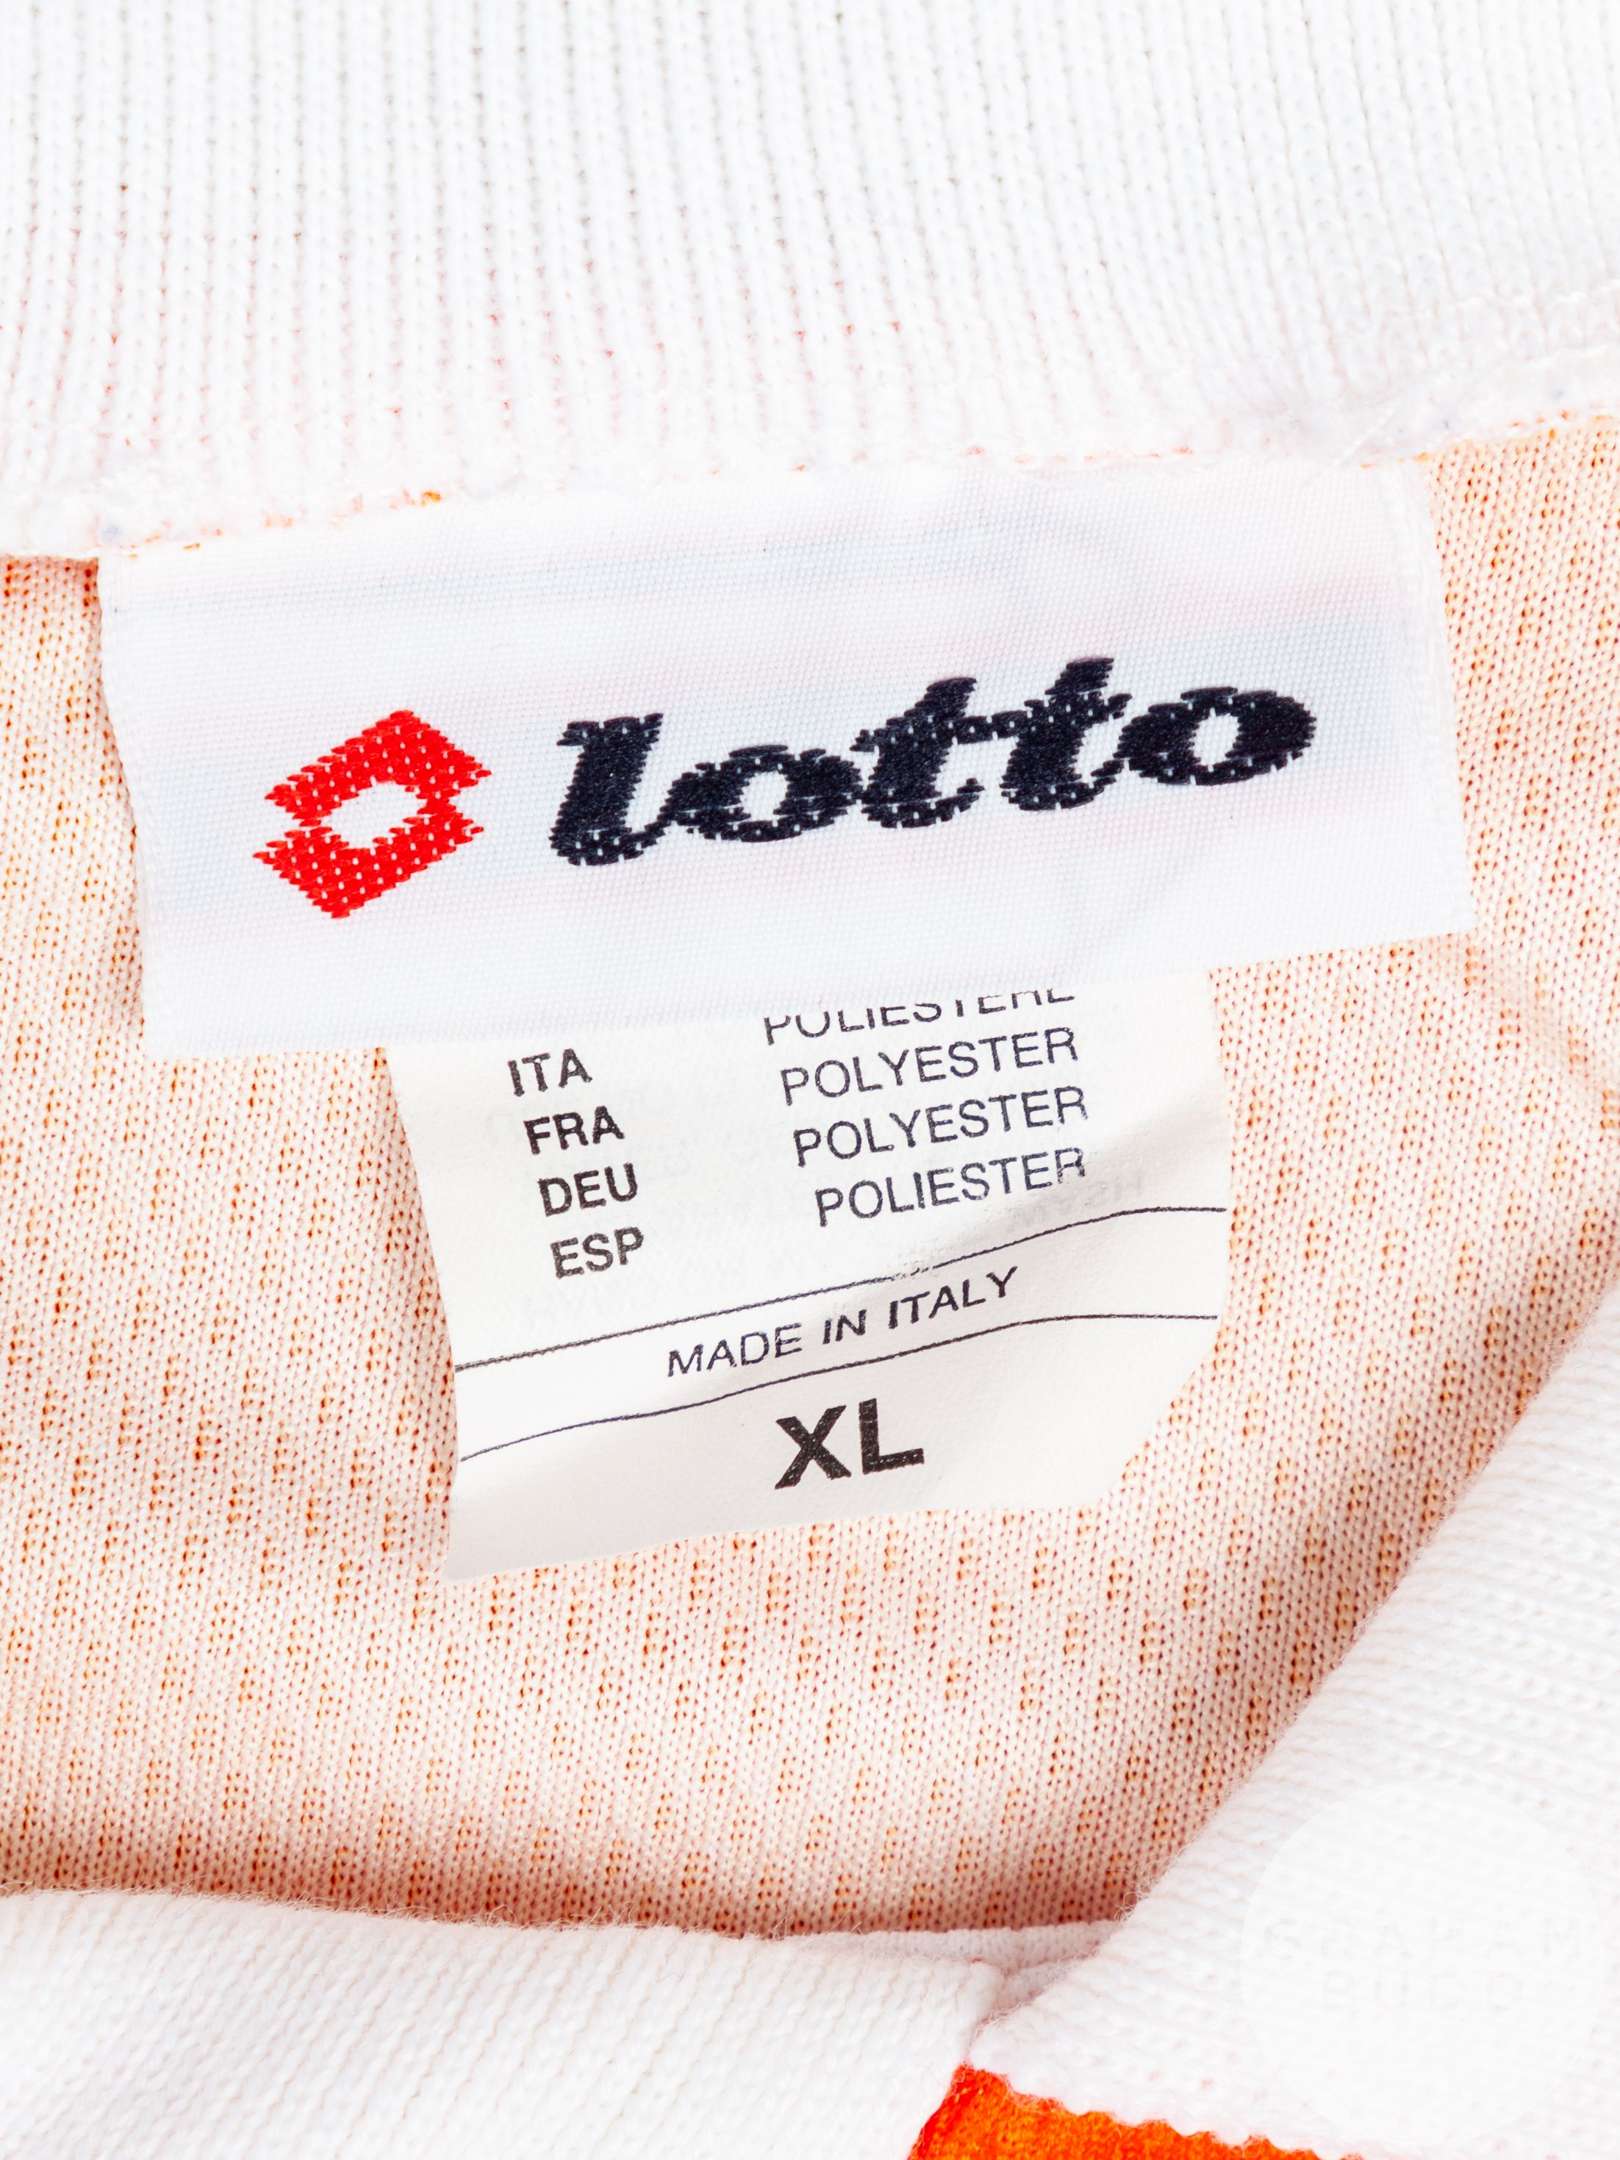 lotto
ITA POLIESTERE
FRA POLYESTER
DEU POLYESTER
ESP POLIESTER
MADE IN ITALY
XL